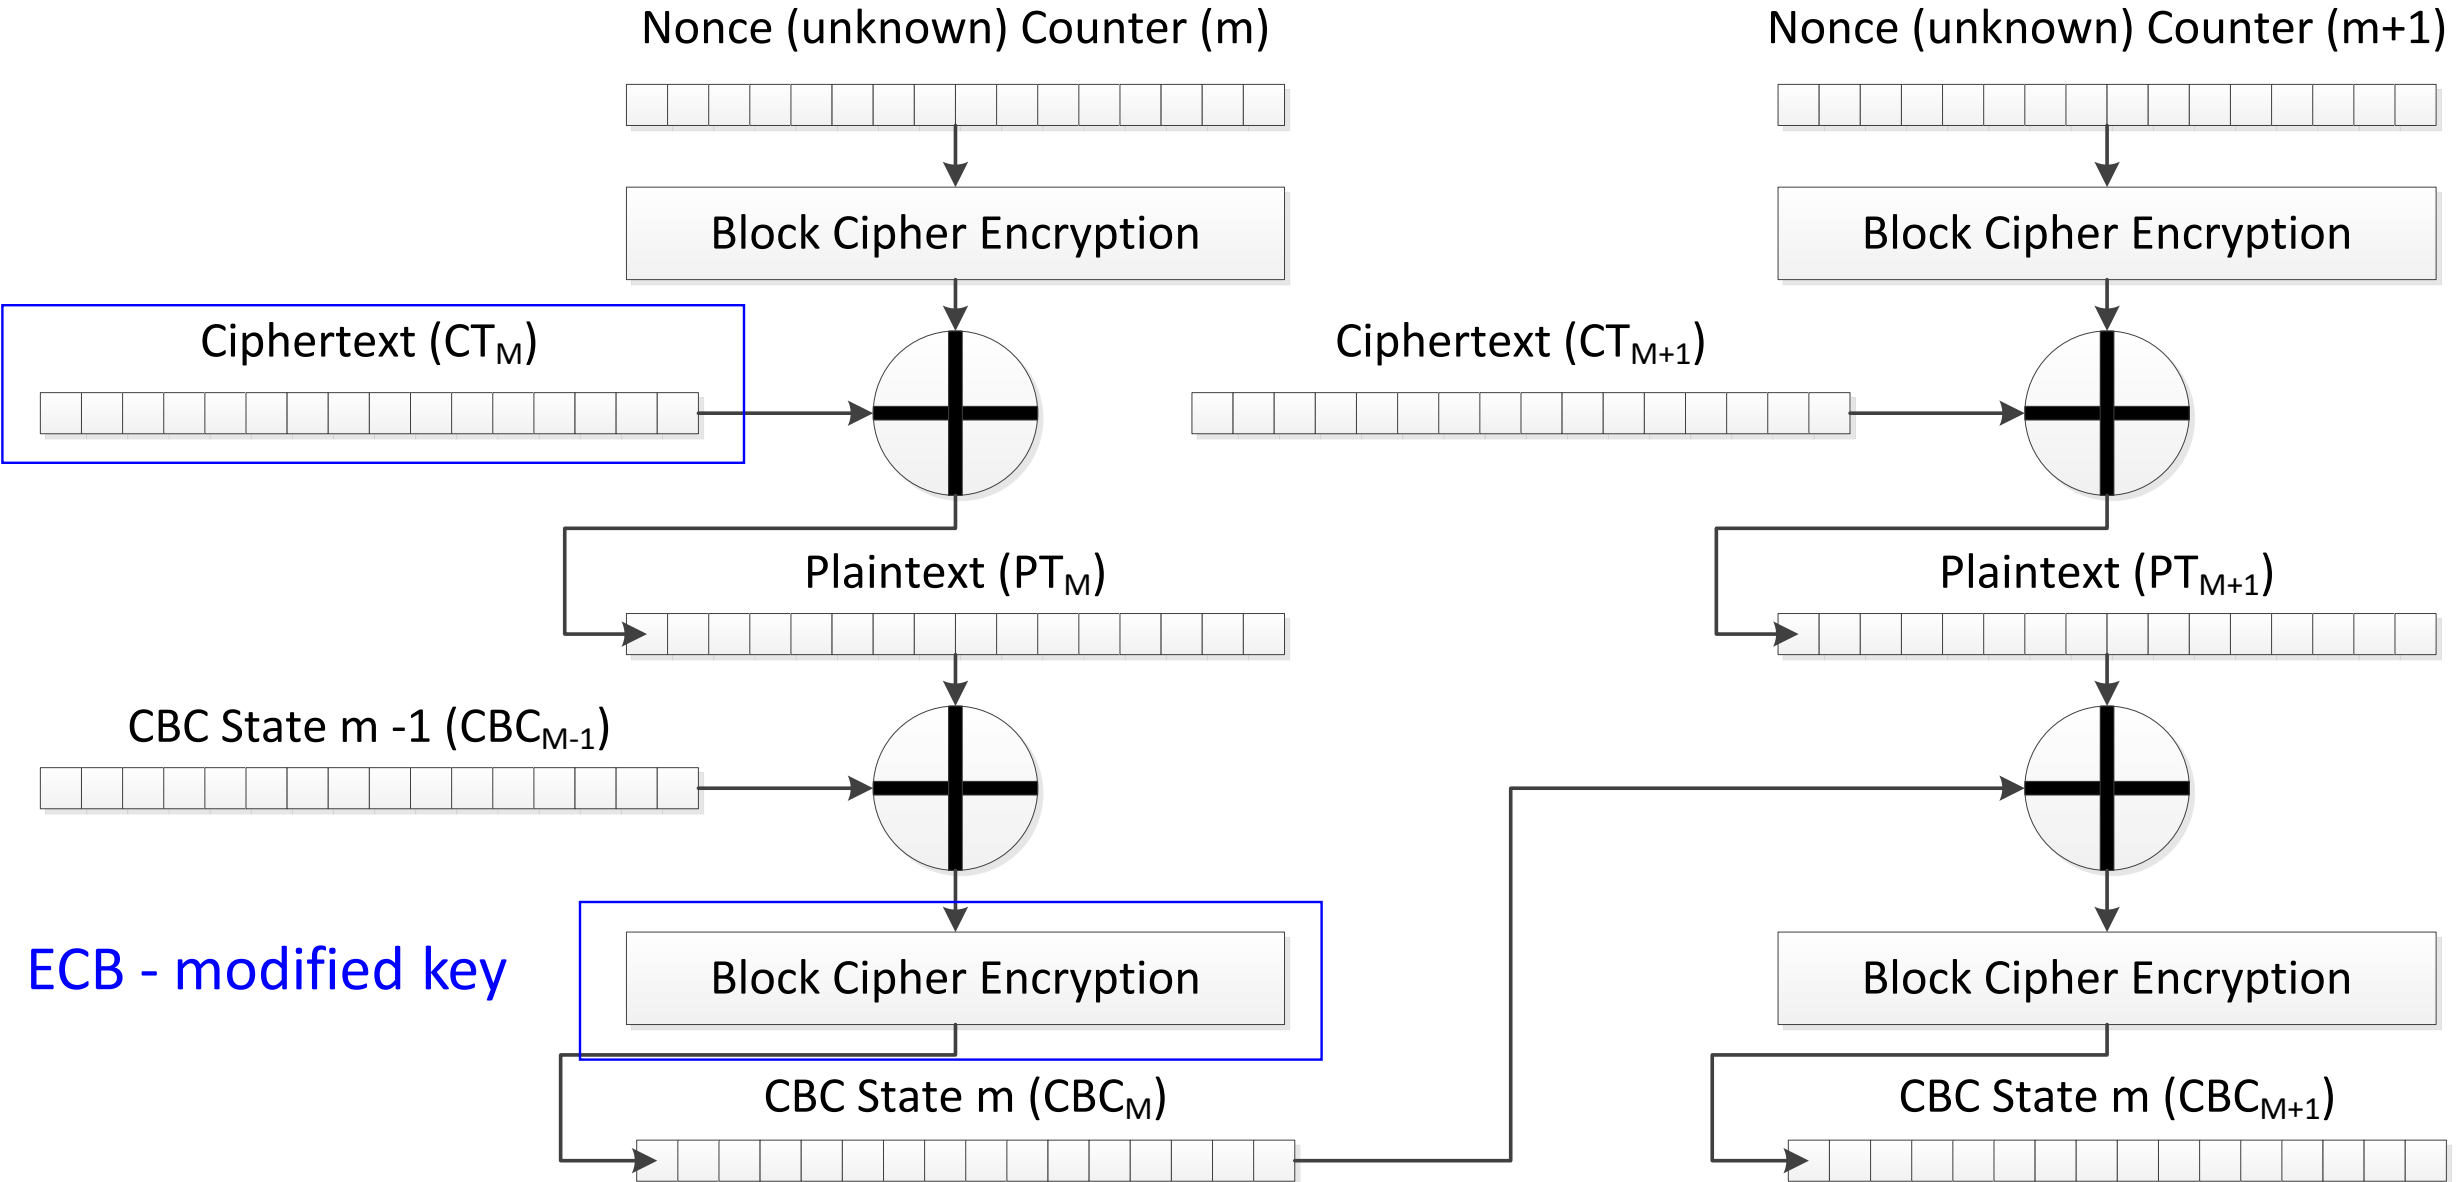 Nonce (unknown) Counter (m)
Nonce (unknown) Counter (m+1)
Block Cipher Encryption
Block Cipher Encryption
Ciphertext (CTM)
Ciphertext (CTM+1)
Plaintext (PTM)
Plaintext (PTM+1)
CBC State m -1 (CBCM-1)
ECB - modified key
Block Cipher Encryption
Block Cipher Encryption
CBC State m (CBCM)
CBC State m (CBCM+1)